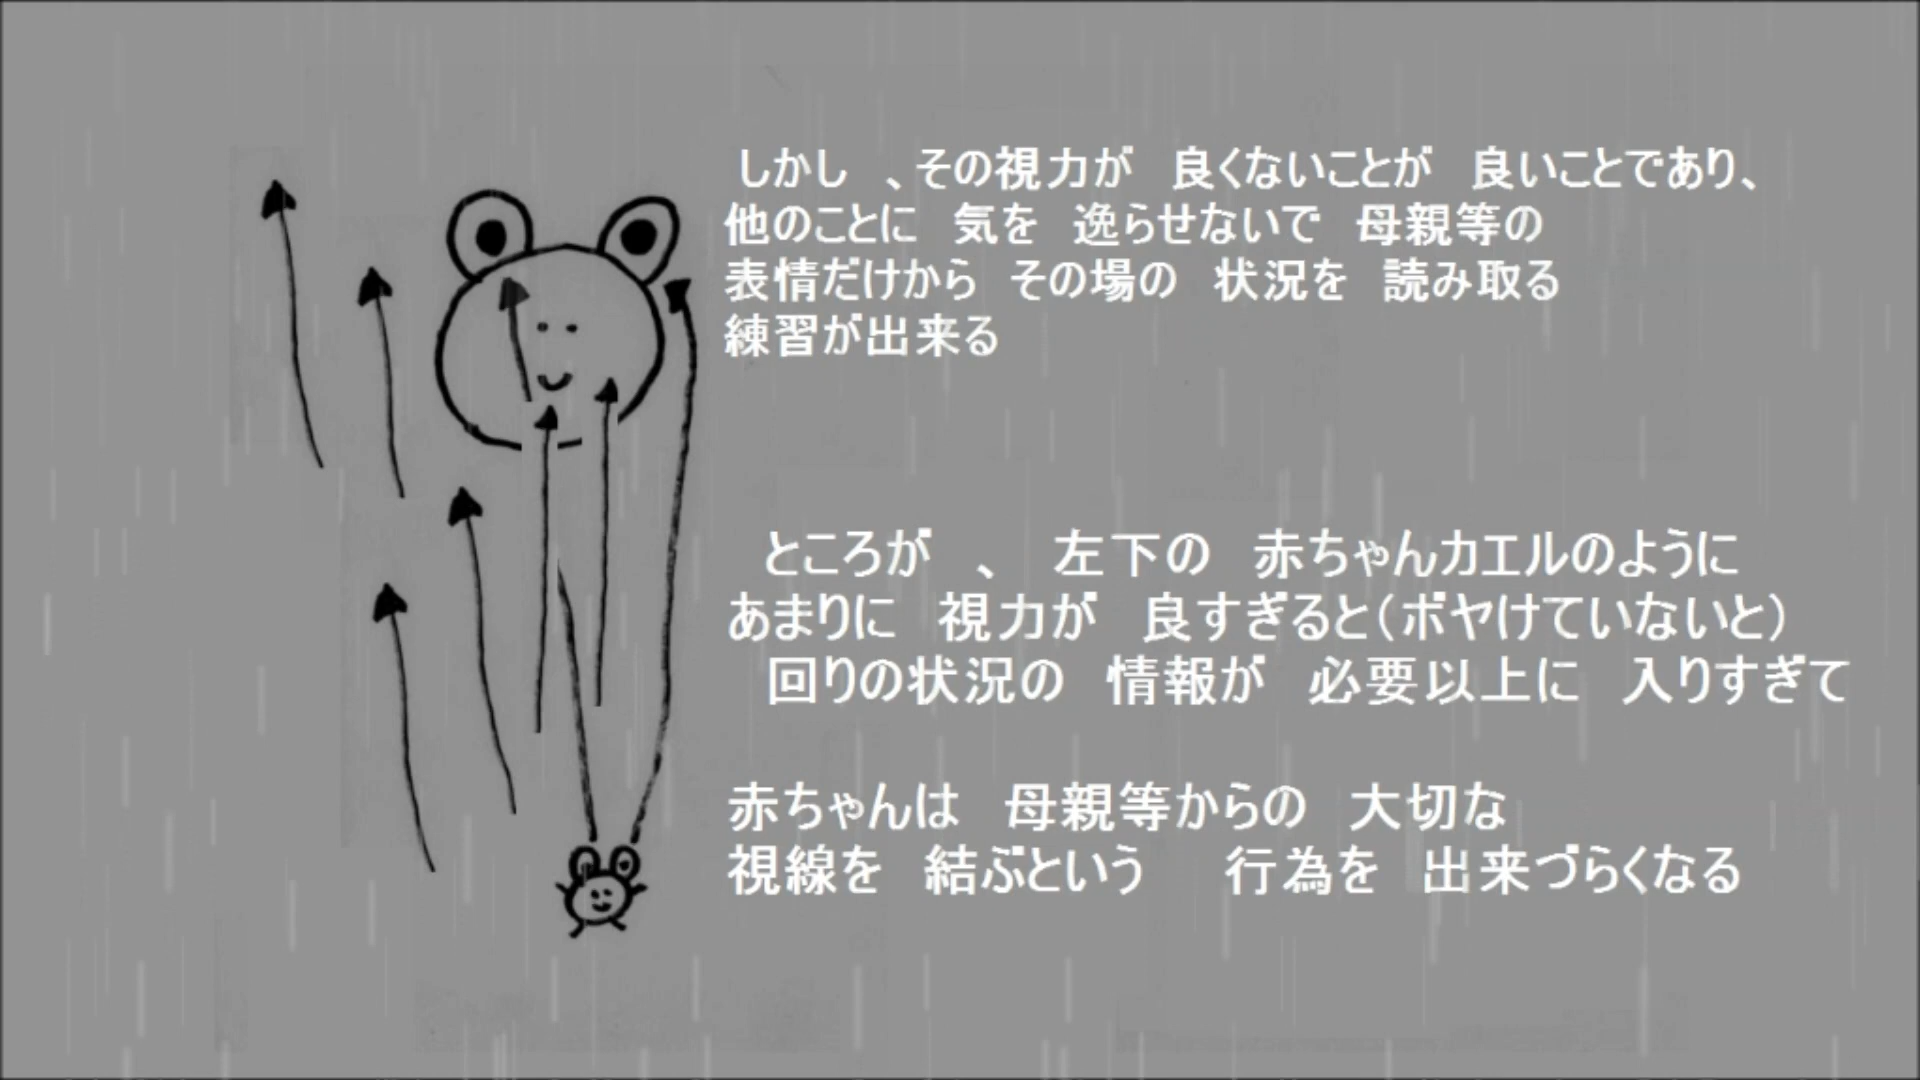 しかし　、その視力が　良くないことが　良いことであり、
他のことに　気を　逸らせないで　母親等の
表情だけから　その場の　状況を　読み取る
練習が出来る
ところが　、　左下の　赤ちゃんカエルのように
あまりに　視力が　良すぎると（ボヤけていないと）
回りの状況の　情報が　必要以上に　入りすぎて
赤ちゃんは　母親等からの　大切な
視線を　結ぶという　　行為を　出来づらくなる